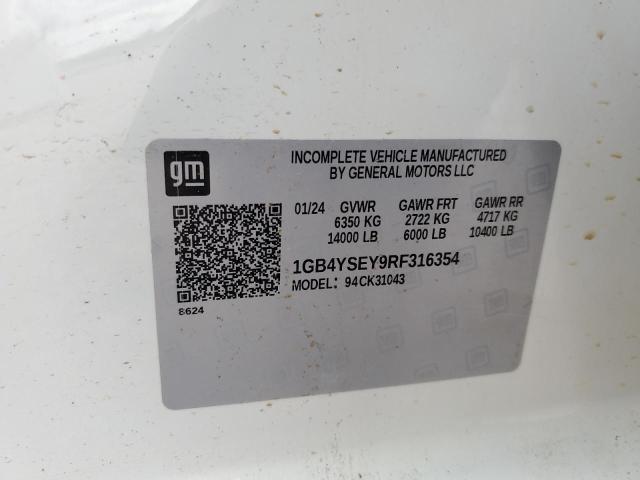 gm
INCOMPLETE VEHICLE MANUFACTURED
BY GENERAL MOTORS LLC
01/24 GVWR GAWR FRT GAWR RR
6350 KG 2722 KG 4717 KG
14000 LB 6000 LB 10400 LB
1GB4YSEY9RF316354
MODEL: 94CK31043
8624